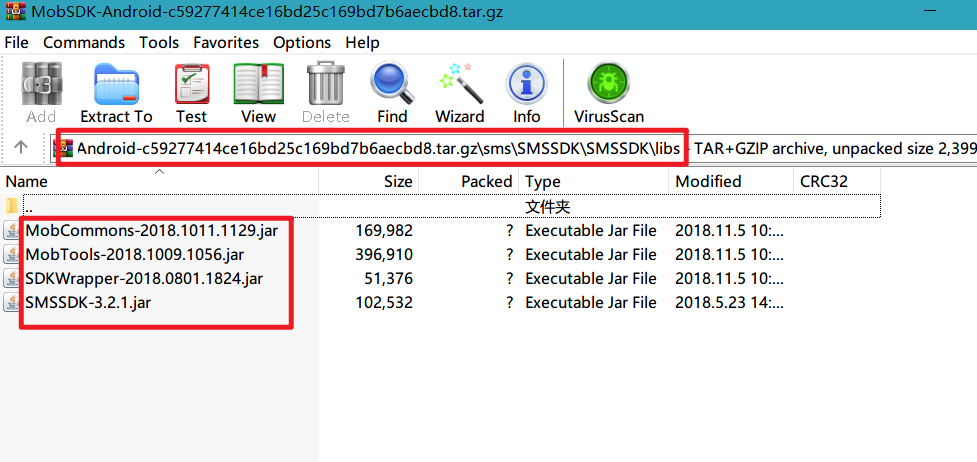 MobSDK-Android-c59277414ce16bd25c169bd7b6aecbd8.tar.gz
File Commands Tools Favorites Options Help
Add Extract To Test View Delete Find Wizard Info VirusScan
Android-c59277414ce16bd25c169bd7b6aecbd8.tar.gz\sms\SMSSDK\SMSSDK\libs - TAR+GZIP archive, unpacked size 2,399
Name Size Packed Type Modified CRC32
.. 文件夹
MobCommons-2018.1011.1129.jar 169,982 ? Executable Jar File 2018.11.5 10:...
MobTools-2018.1009.1056.jar 396,910 ? Executable Jar File 2018.11.5 10:...
SDKWrapper-2018.0801.1824.jar 51,376 ? Executable Jar File 2018.11.5 10:...
SMSSDK-3.2.1.jar 102,532 ? Executable Jar File 2018.5.23 14:...